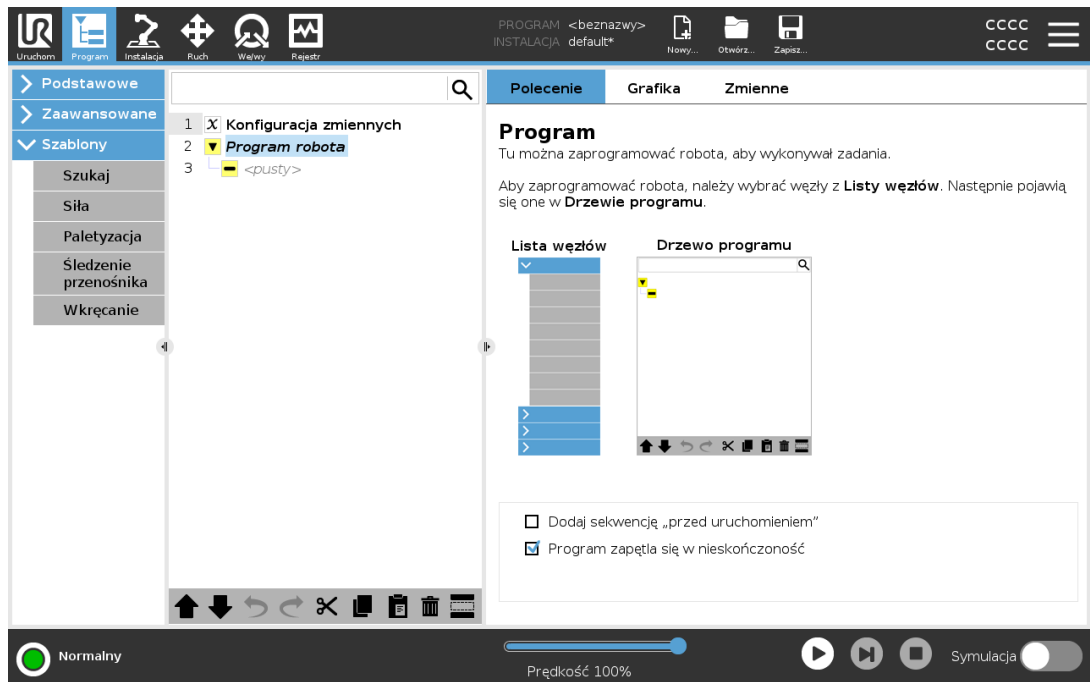 PROGRAM <beznazwy>
INSTALACJA default*
Uruchom Program Instalacja Ruch We/wy Rejestr
Nowy... Otwórz... Zapisz...
CCCC
CCCC
Podstawowe
Zaawansowane
Szablony
Szukaj
Siła
Paletyzacja
Śledzenie
przenośnika
Wkręcanie
1 X Konfiguracja zmiennych
2 Program robota
3 <pusty>
Polecenie Grafika Zmienne
Program
Tu można zaprogramować robota, aby wykonywał zadania.
Aby zaprogramować robota, należy wybrać węzły z Listy węzłów. Następnie pojawią
się one w Drzewie programu.
Lista węzłów Drzewo programu
Dodaj sekwencję „przed uruchomieniem”
Program zapętla się w nieskończoność
Normalny
Prędkość 100%
Symulacja